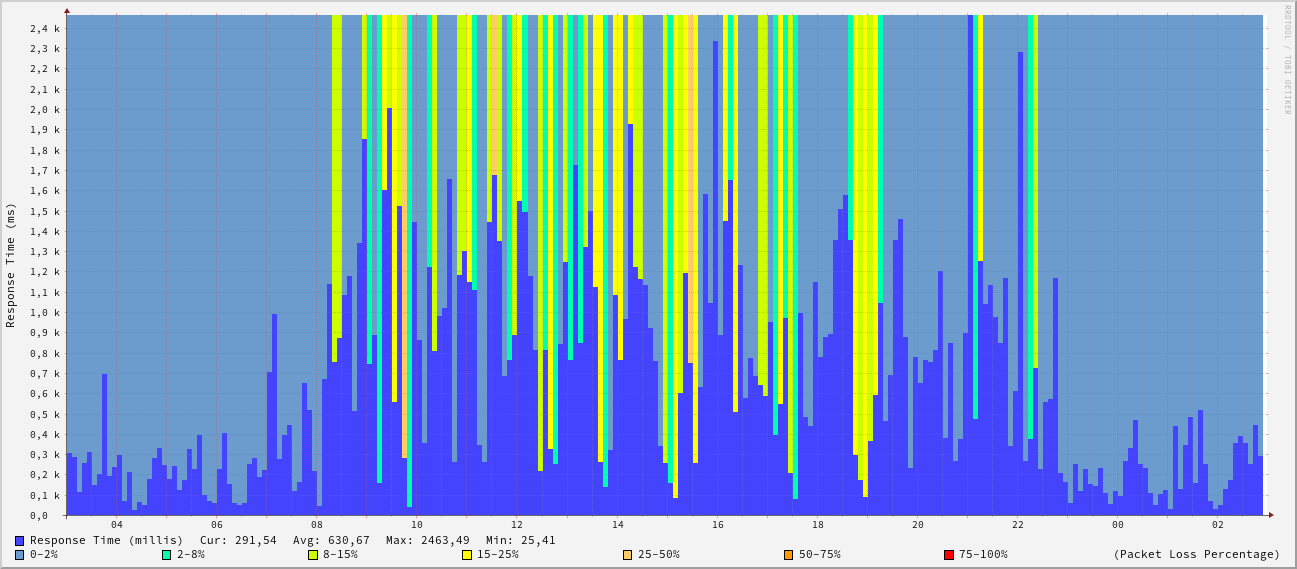 RRDTOOL / TOBI OETIKER
Response Time (ms)
2,4 k
2,3 k
2,2 k
2,1 k
2,0 k
1,9 k
1,8 k
1,7 k
1,6 k
1,5 k
1,4 k
1,3 k
1,2 k
1,1 k
1,0 k
0,9 k
0,8 k
0,7 k
0,6 k
0,5 k
0,4 k
0,3 k
0,2 k
0,1 k
0,0
04 06 08 10 12 14 16 18 20 22 00 02
Response Time (millis) Cur: 291,54 Avg: 630,67 Max: 2463,49 Min: 25,41
0-2% 2-8% 8-15% 15-25% 25-50% 50-75% 75-100% (Packet Loss Percentage)